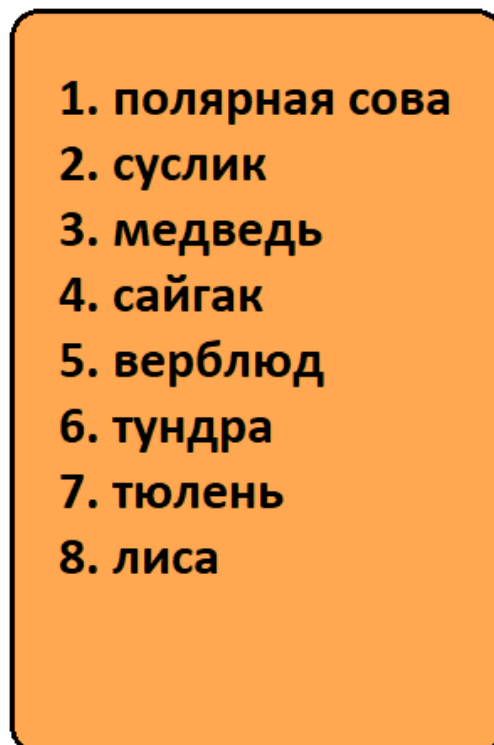 1. полярная сова
2. суслик
3. медведь
4. сайгак
5. верблюд
6. тундра
7. тюлень
8. лиса